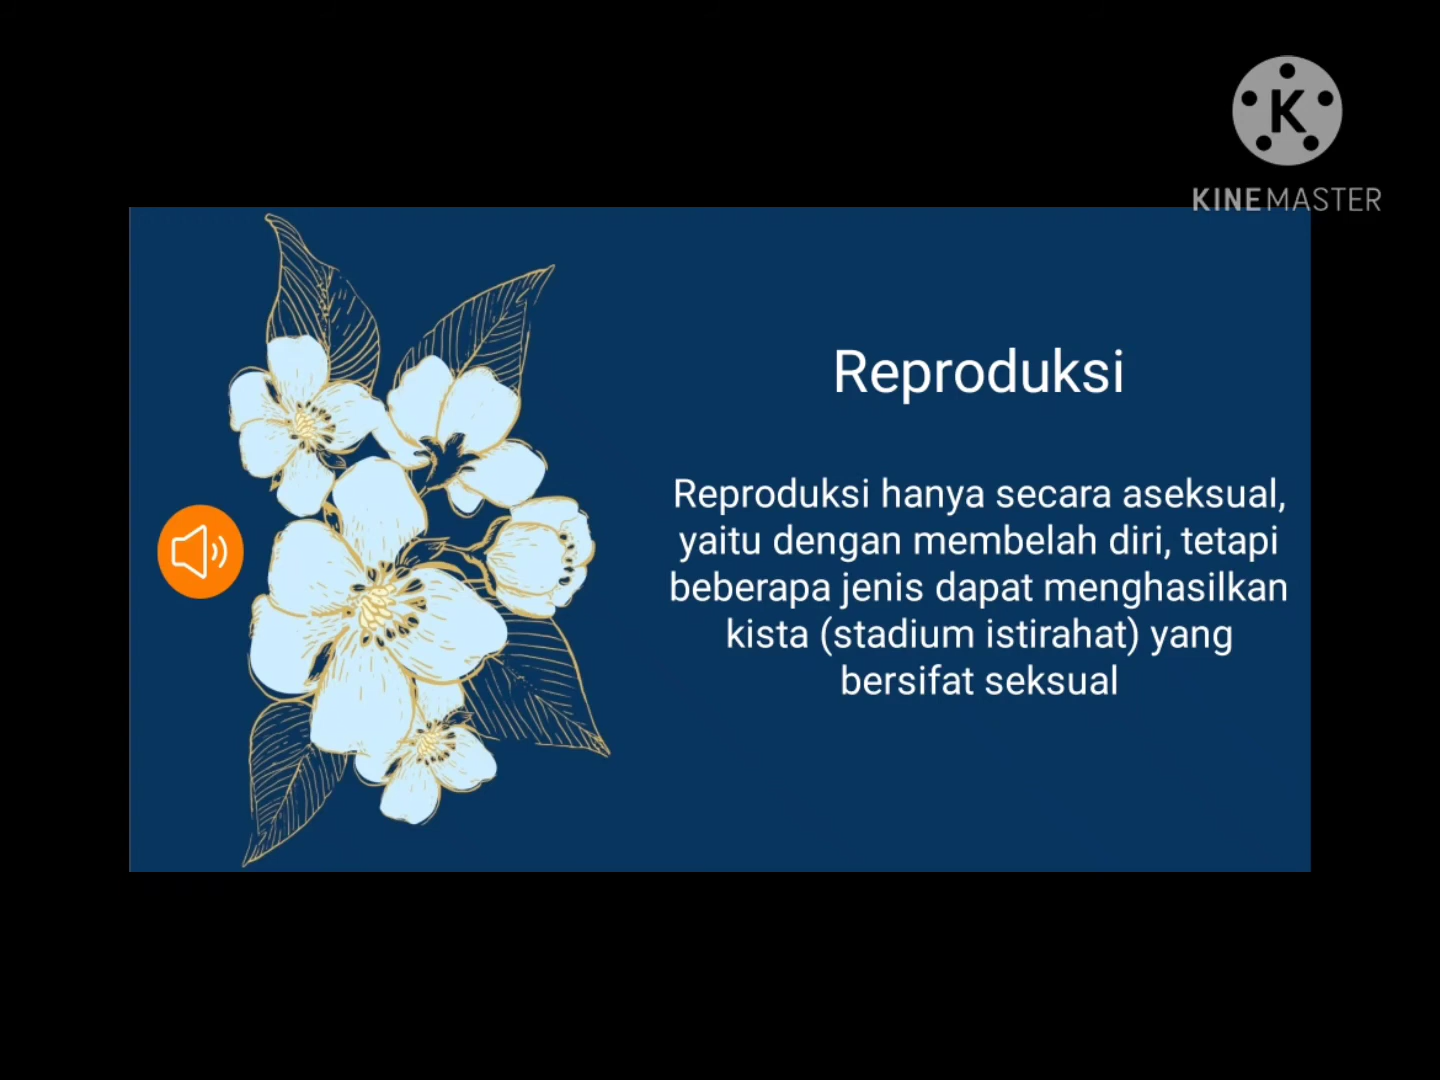 K
KINEMASTER
Reproduksi
Reproduksi hanya secara aseksual,
yaitu dengan membelah diri, tetapi
beberapa jenis dapat menghasilkan
kista (stadium istirahat) yang
bersifat seksual